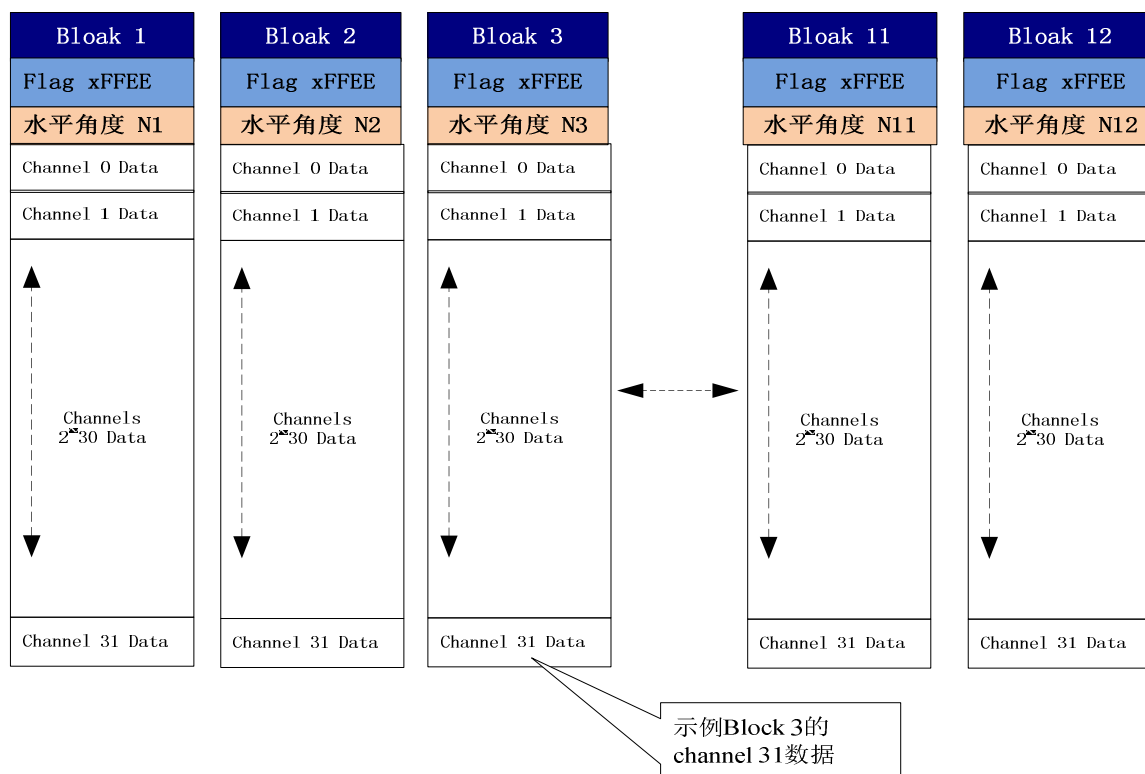 Bloak 1
Flag xFFEE
水平角度 N1
Channel 0 Data
Channel 1 Data
Channels
2~30 Data
Channel 31 Data
Bloak 2
Flag xFFEE
水平角度 N2
Channel 0 Data
Channel 1 Data
Channels
2~30 Data
Channel 31 Data
Bloak 3
Flag xFFEE
水平角度 N3
Channel 0 Data
Channel 1 Data
Channels
2~30 Data
Channel 31 Data
Bloak 11
Flag xFFEE
水平角度 N11
Channel 0 Data
Channel 1 Data
Channels
2~30 Data
Channel 31 Data
Bloak 12
Flag xFFEE
水平角度 N12
Channel 0 Data
Channel 1 Data
Channels
2~30 Data
Channel 31 Data
示例Block 3的
channel 31数据